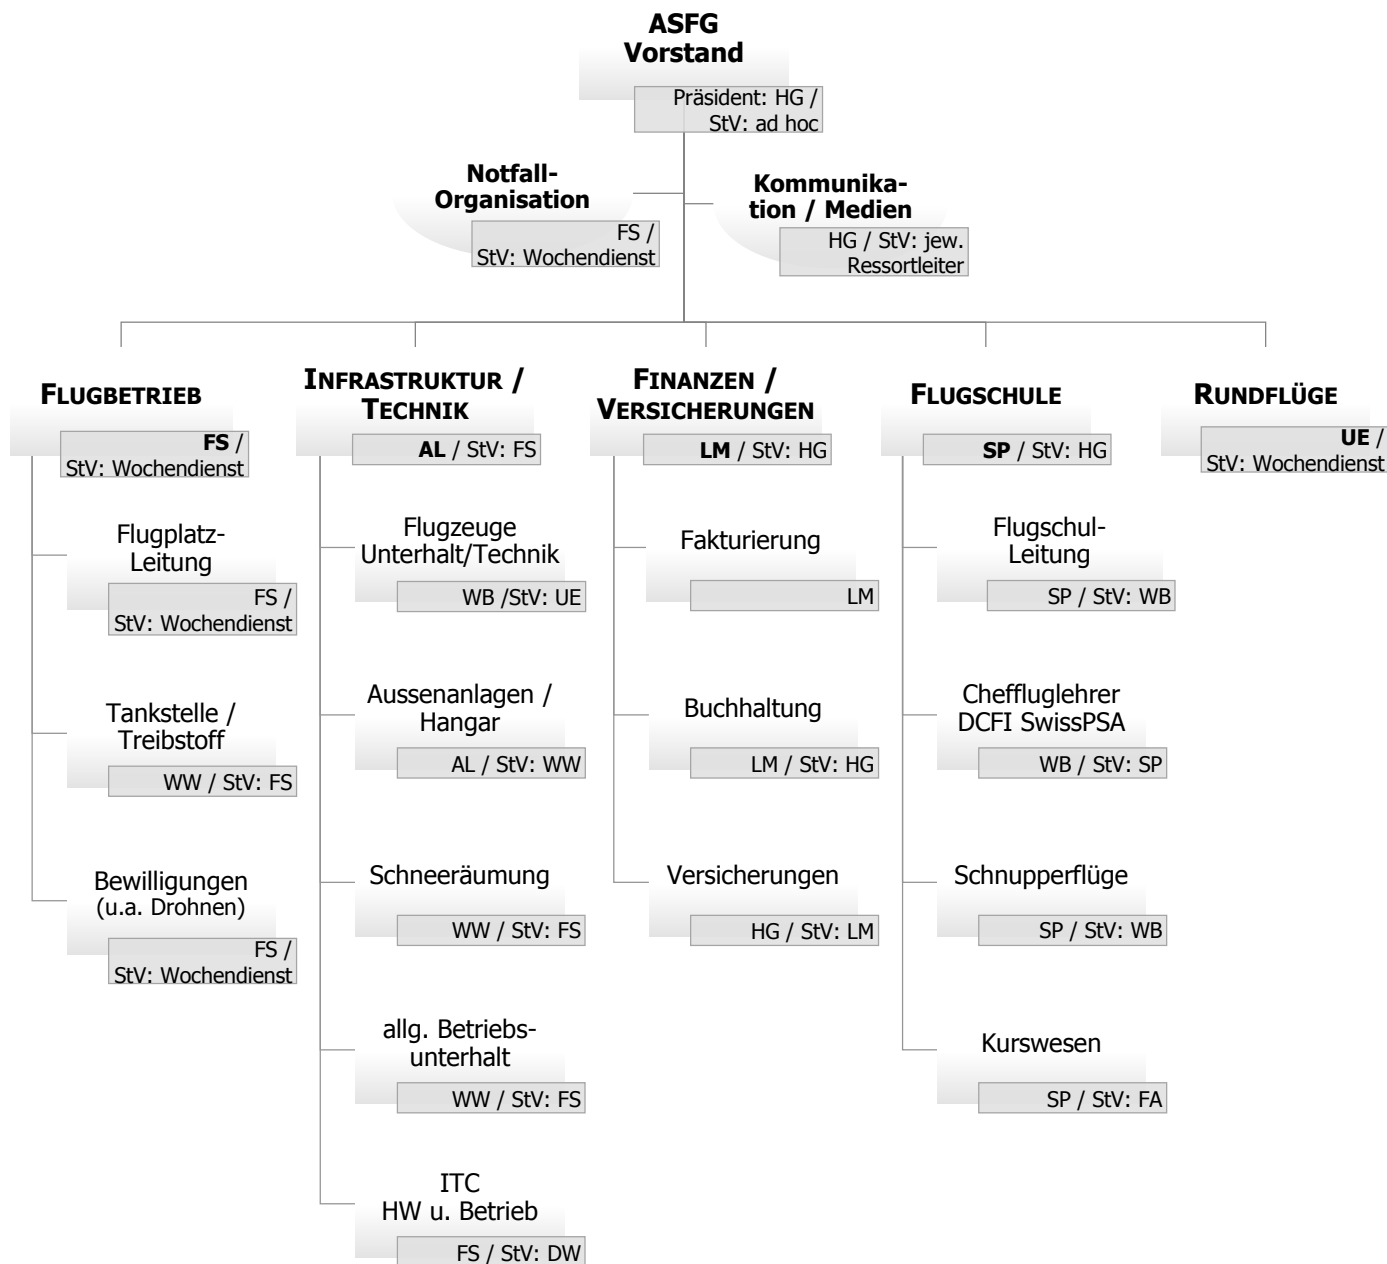 ASFG
Vorstand
Präsident: HG /
StV: ad hoc
Notfall-
Organisation
FS /
StV: Wochendienst
Kommunika-
tion / Medien
HG / StV: jew.
Ressortleiter
FLUGBETRIEB
FS /
StV: Wochendienst
Flugplatz-
Leitung
FS /
StV: Wochendienst
Tankstelle /
Treibstoff
WW / StV: FS
Bewilligungen
(u.a. Drohnen)
FS /
StV: Wochendienst
INFRASTRUKTUR /
TECHNIK
AL / StV: FS
Flugzeuge
Unterhalt/Technik
WB /StV: UE
Aussenanlagen /
Hangar
AL / StV: WW
Schneeräumung
WW / StV: FS
allg. Betriebs-
unterhalt
WW / StV: FS
ITC
HW u. Betrieb
FS / StV: DW
FINANZEN /
VERSICHERUNGEN
LM / StV: HG
Fakturierung
LM
Buchhaltung
LM / StV: HG
Versicherungen
HG / StV: LM
FLUGSCHULE
SP / StV: HG
Flugschul-
Leitung
SP / StV: WB
Cheffluglehrer
DCFI SwissPSA
WB / StV: SP
Schnupperflüge
SP / StV: WB
Kurswesen
SP / StV: FA
RUNDFLÜGE
UE /
StV: Wochendienst